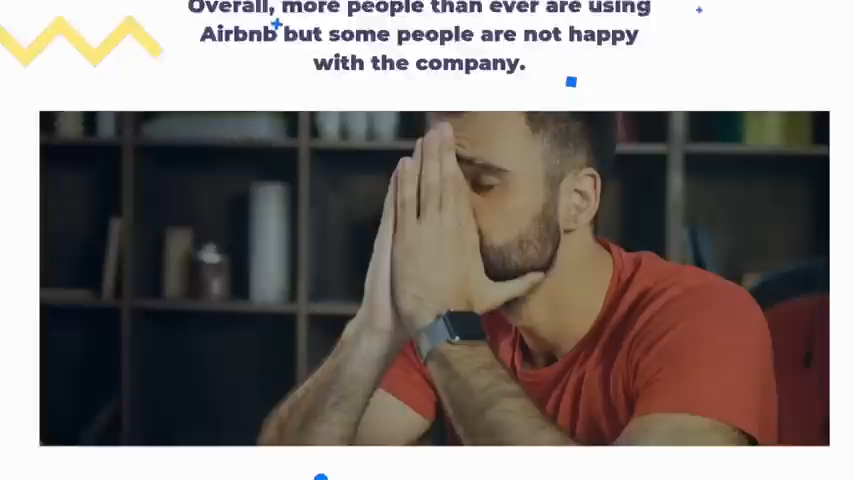 Overall, more people than ever are using
Airbnb but some people are not happy
with the company.